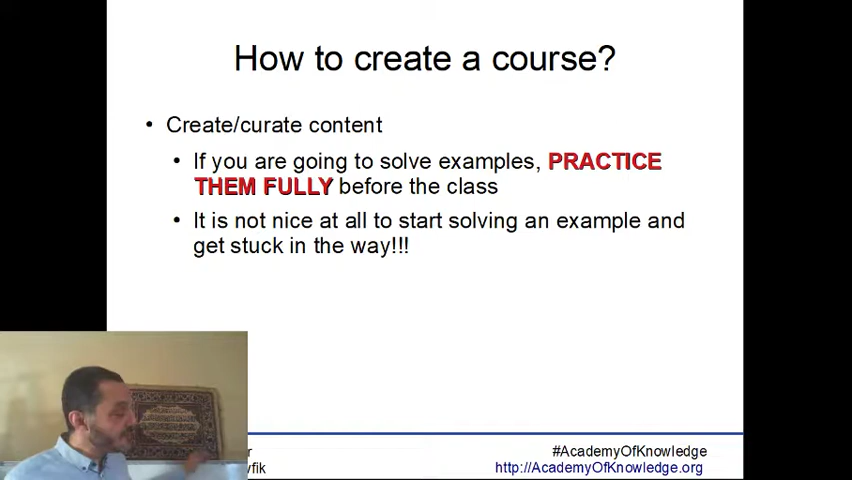 How to create a course?
• Create/curate content
• If you are going to solve examples, PRACTICE
THEM FULLY before the class
• It is not nice at all to start solving an example and
get stuck in the way!!!
#AcademyOfKnowledge
http://AcademyOfKnowledge.org